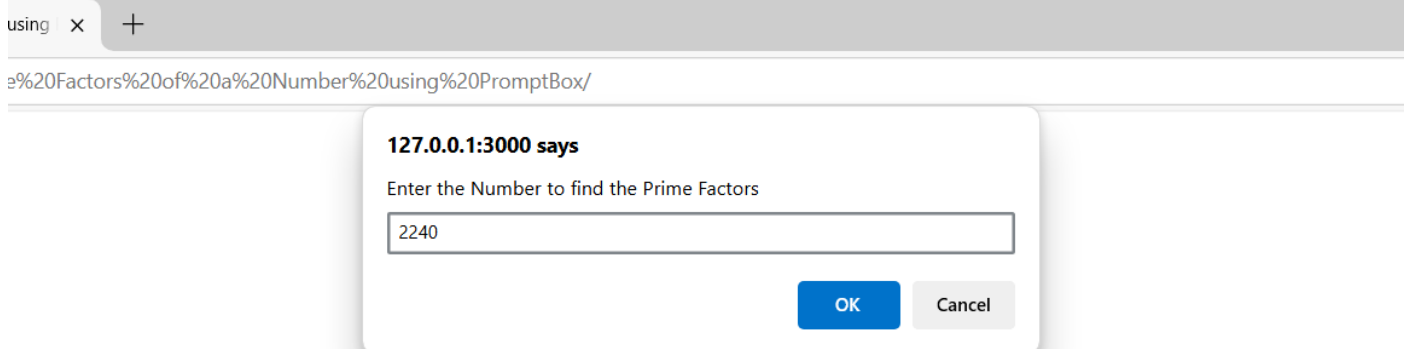 using
e%20Factors%20of%20a%20Number%20using%20PromptBox/
127.0.0.1:3000 says
Enter the Number to find the Prime Factors
2240
OK Cancel